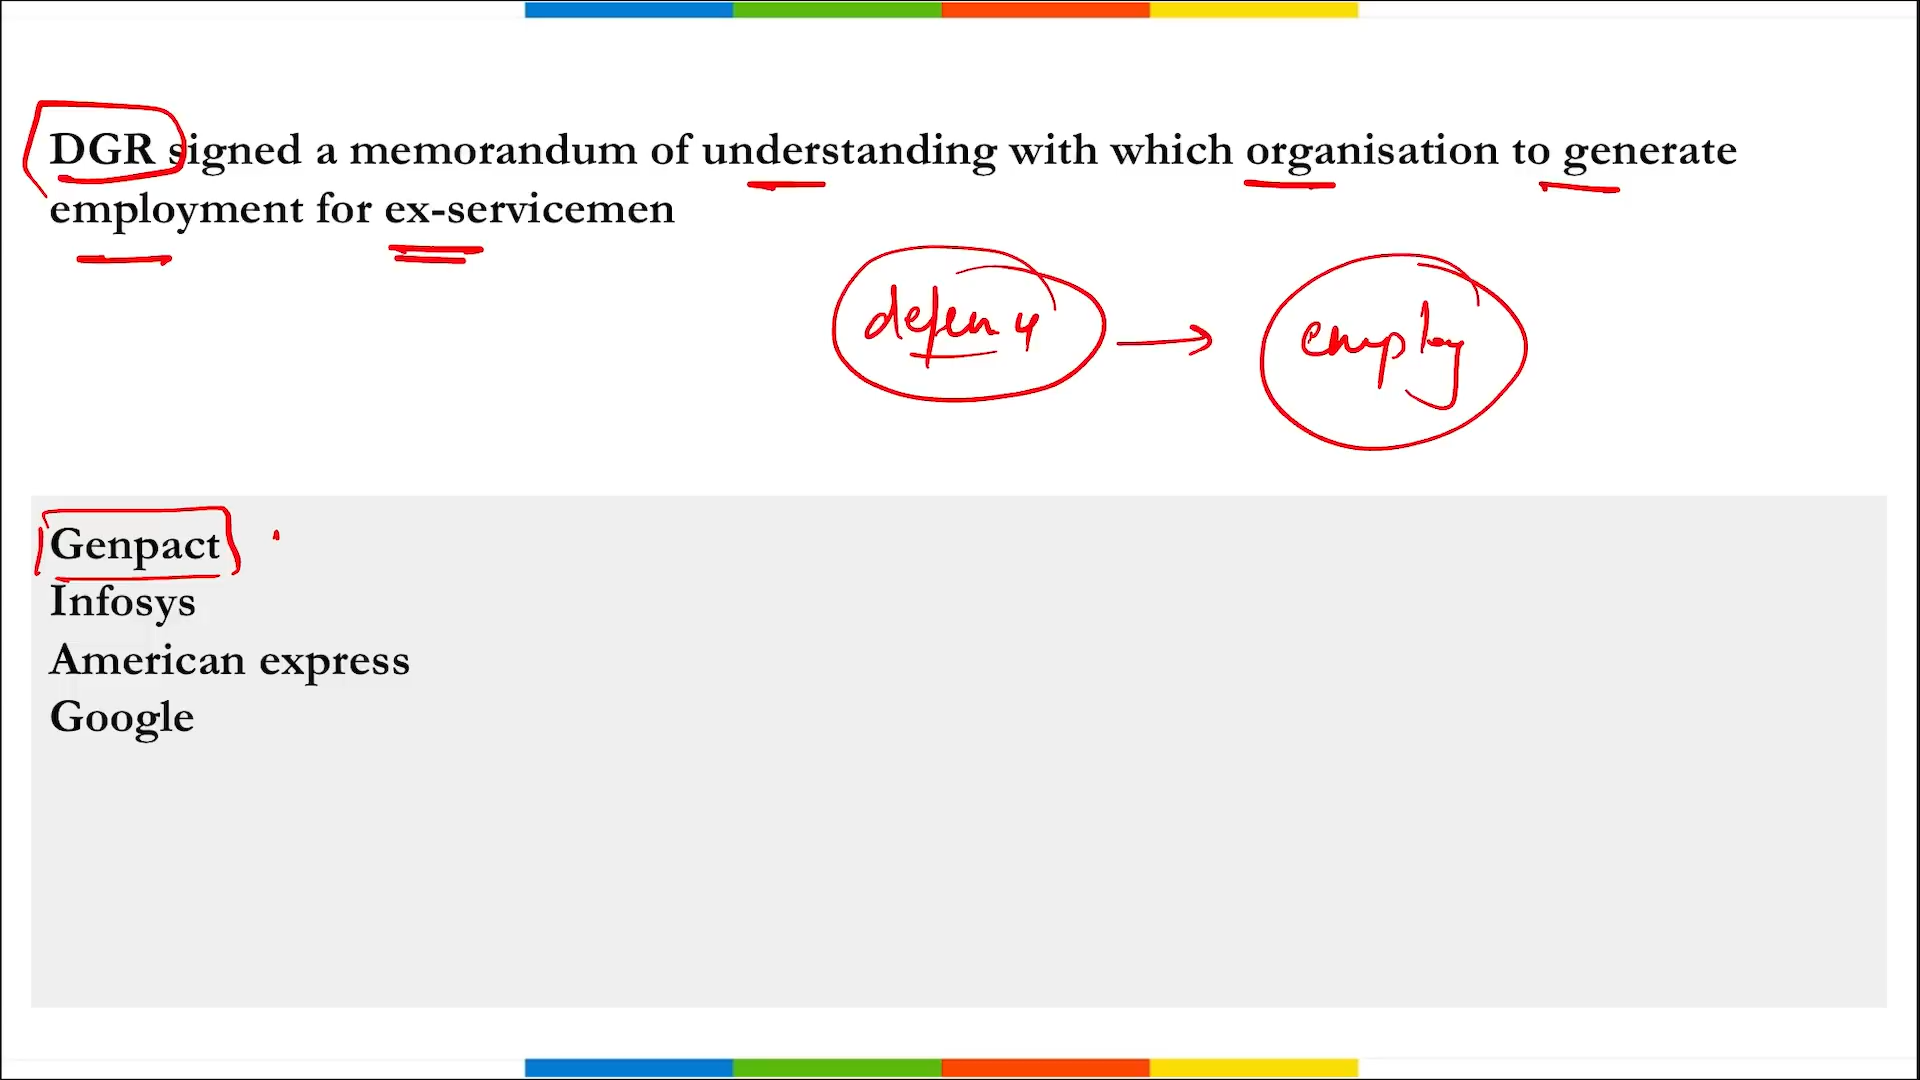 DGR signed a memorandum of understanding with which organisation to generate
employment for ex-servicemen
employ
Genpact
Infosys
American express
Google